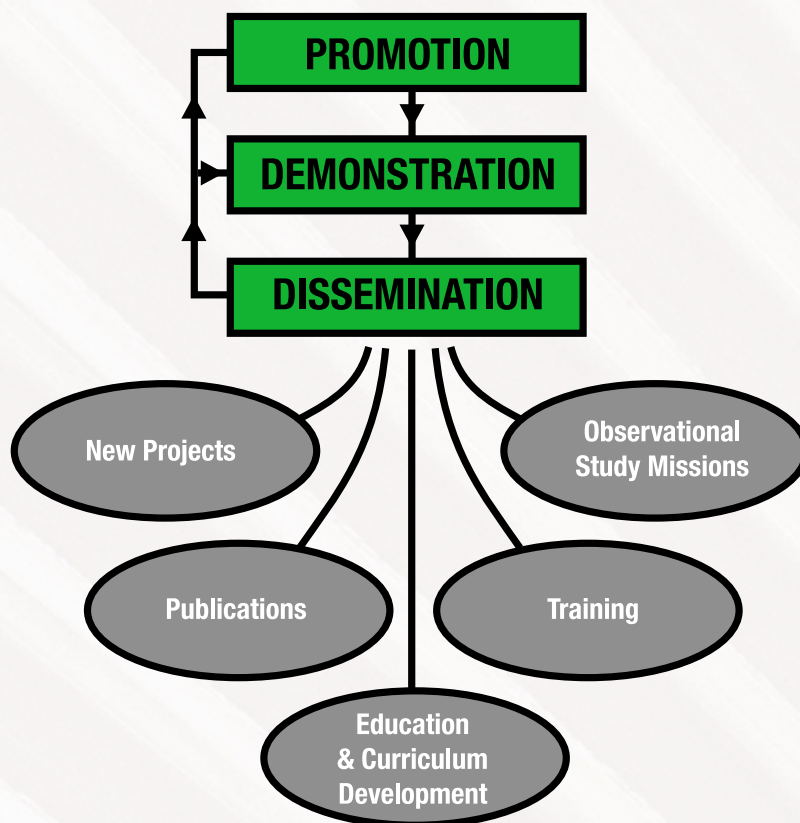 PROMOTION
DEMONSTRATION
DISSEMINATION
New Projects
Observational
Study Missions
Publications
Training
Education
& Curriculum
Development